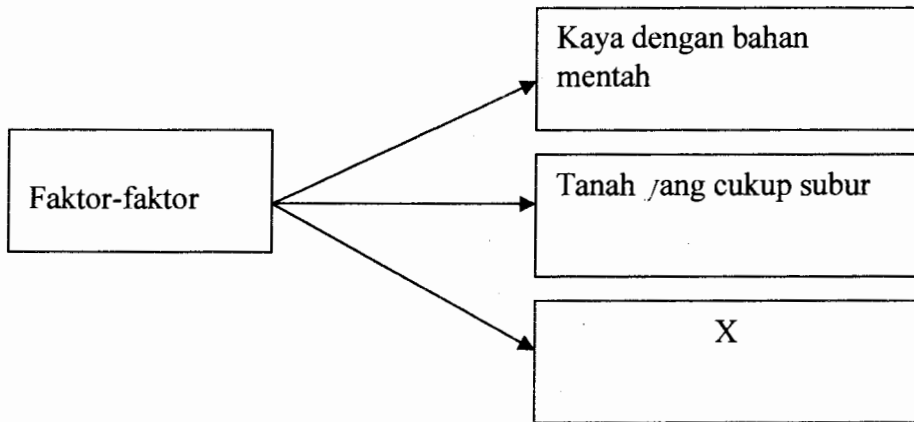 Faktor-faktor
Kaya dengan bahan
mentah
Tanah yang cukup subur
X